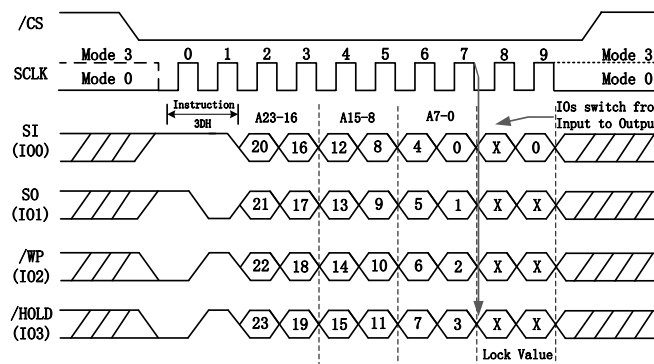 /CS
Mode 3 0 1 2 3 4 5 6 7 8 9 Mode 3
SCLK
Mode 0 Mode 0
Instruction
3DH
A23-16 A15-8 A7-0
IOs switch fro
Input to Outpu
SI
(IO0)
20 16 12 8 4 0 X 0
SO
(IO1)
21 17 13 9 5 1 X X
/WP
(IO2)
22 18 14 10 6 2 X X
/HOLD
(IO3)
23 19 15 11 7 3 X X
Lock Value